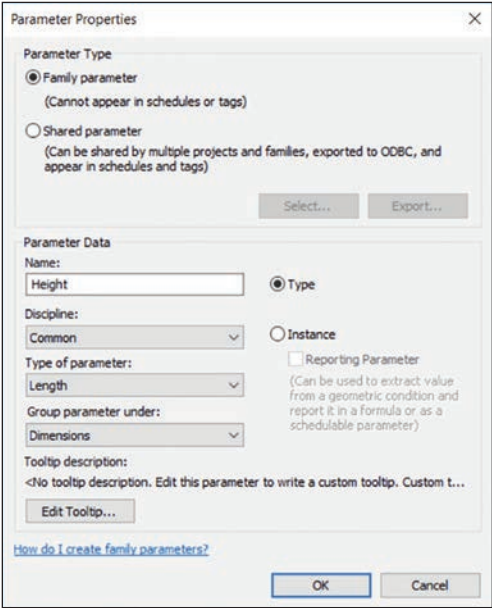 Parameter Properties
Parameter Type
Family parameter
(Cannot appear in schedules or tags)
Shared parameter
(Can be shared by multiple projects and families, exported to ODBC, and
appear in schedules and tags)
Select...
Export...
Parameter Data
Name:
Height
Type
Discipline:
Common
Instance
Reporting Parameter
Type of parameter:
Length
(Can be used to extract value
from a geometric condition and
report it in a formula or as a
schedulable parameter)
Group parameter under:
Dimensions
Tooltip description:
<No tooltip description. Edit this parameter to write a custom tooltip. Custom t...
Edit Tooltip...
How do I create family parameters?
OK
Cancel